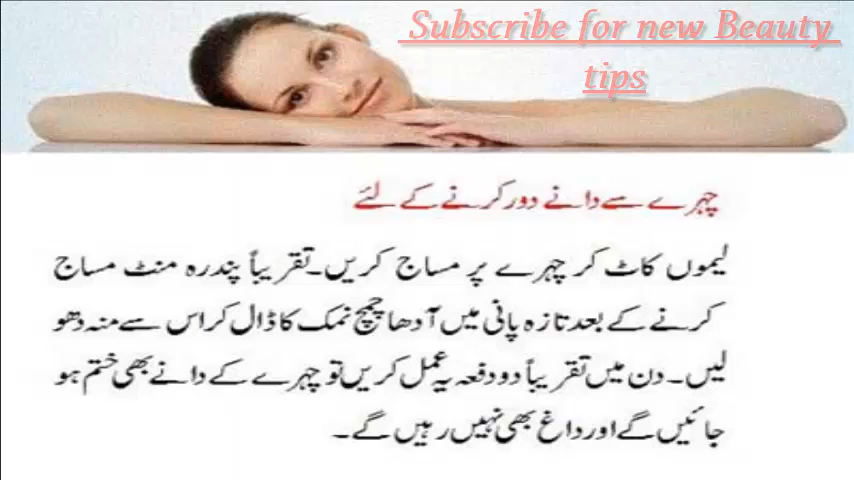 Subscribe for new Beauty
tips
چہرے سے دانے دور کرنے کے لئے
لیموں کاٹ کر چہرے پر مساج کریں۔ تقریباً پندرہ منٹ مساج
کرنے کے بعد تازہ پانی میں آدھا چمچ نمک کا ڈال کر اس سے منہ دھو
لیں۔ دن میں تقریباً دو دفعہ یہ عمل کریں تو چہرے کے دانے بھی ختم ہو
جائیں گے اور داغ بھی نہیں رہیں گے۔